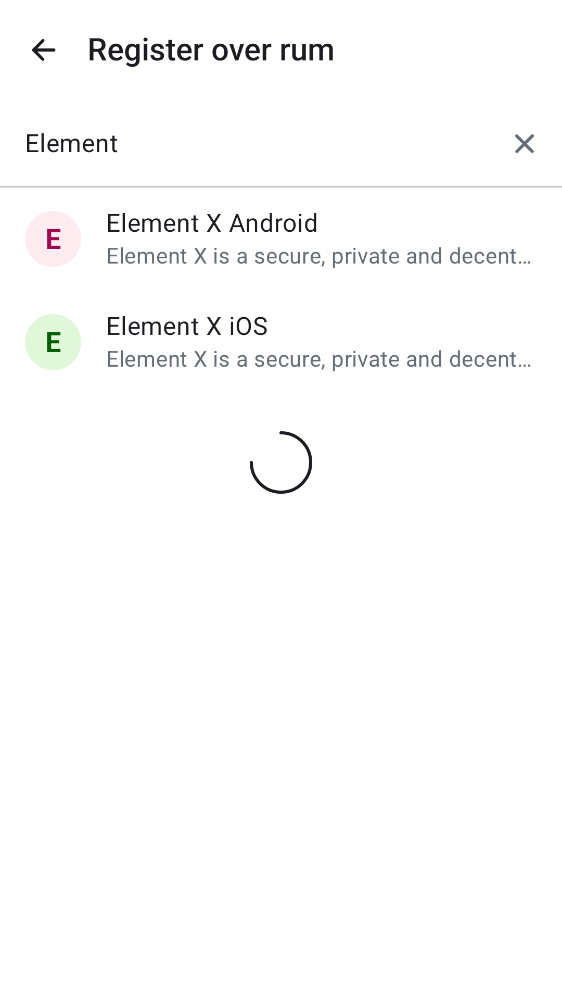 Register over rum
Element
E
Element X Android
Element X is a secure, private and decent…
E
Element X iOS
Element X is a secure, private and decent…